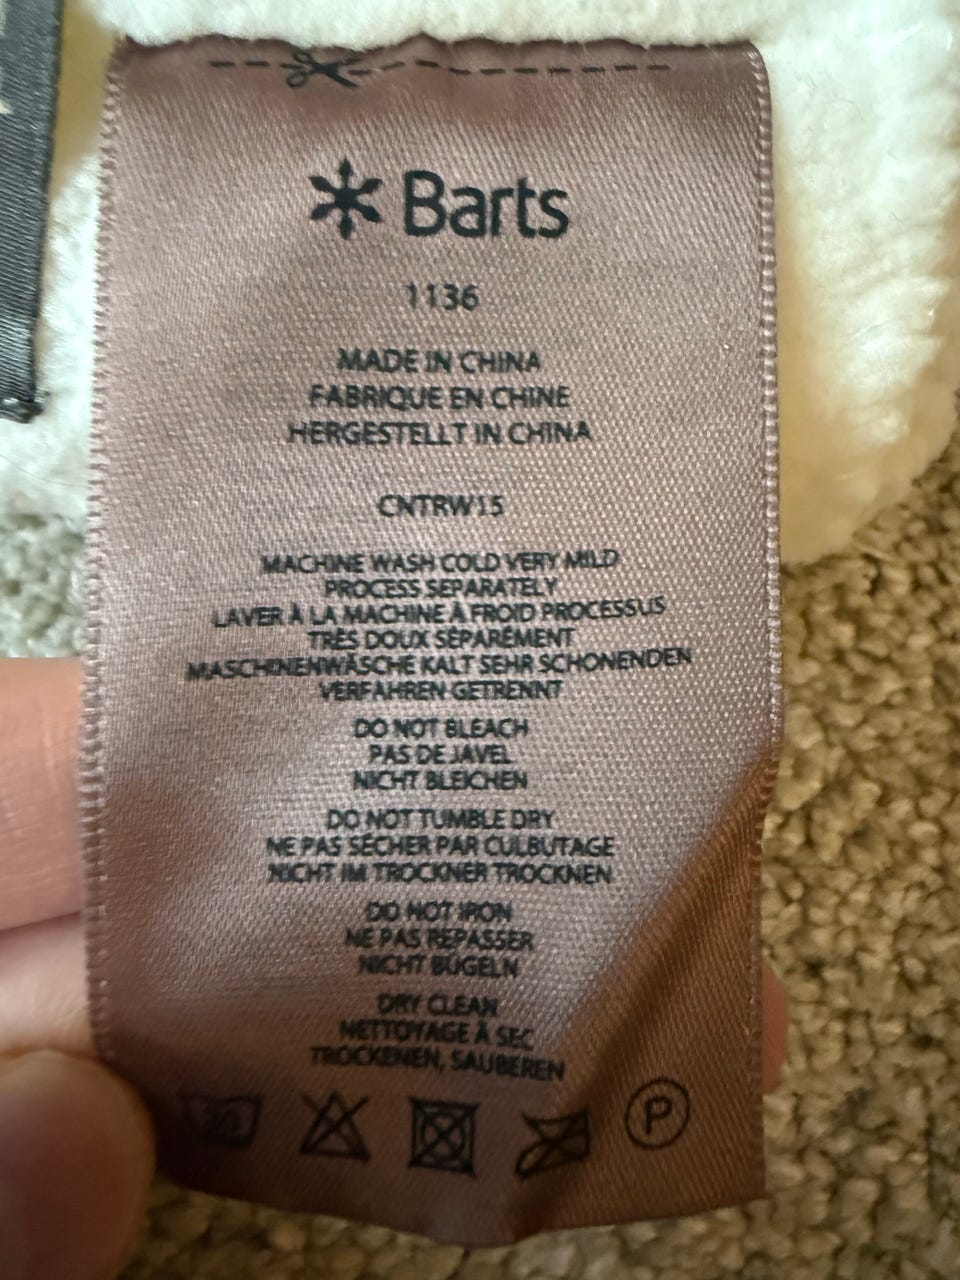 Barts
1136
MADE IN CHINA
FABRIQUE EN CHINE
HERGESTELLT IN CHINA
CNTRW15
MACHINE WASH COLD VERY MILD
PROCESS SEPARATELY
LAVER À LA MACHINE À FROID PROCESSUS
TRÈS DOUX SÉPARÉMENT
MASCHINENWÄSCHE KALT SEHR SCHONENDEN
VERFAHREN GETRENNT
DO NOT BLEACH
PAS DE JAVEL
NICHT BLEICHEN
DO NOT TUMBLE DRY
NE PAS SÉCHER PAR CULBUTAGE
NICHT IM TROCKNER TROCKNEN
DO NOT IRON
NE PAS REPASSER
NICHT BÜGELN
DRY CLEAN
NETTOYAGE À SEC
TROCKENEN, SAUBEREN
P